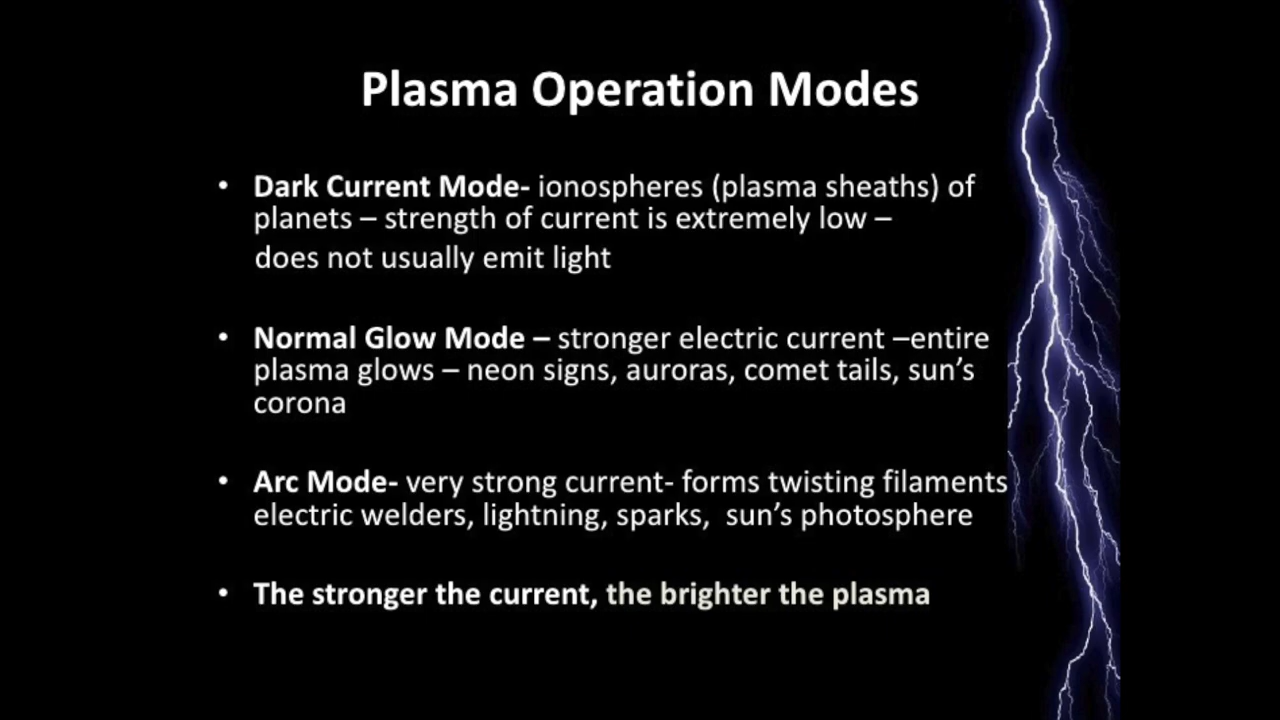 Plasma Operation Modes
• Dark Current Mode- ionospheres (plasma sheaths) of
planets – strength of current is extremely low –
does not usually emit light
• Normal Glow Mode – stronger electric current –entire
plasma glows – neon signs, auroras, comet tails, sun’s
corona
• Arc Mode- very strong current- forms twisting filaments
electric welders, lightning, sparks,  sun’s photosphere
• The stronger the current, the brighter the plasma